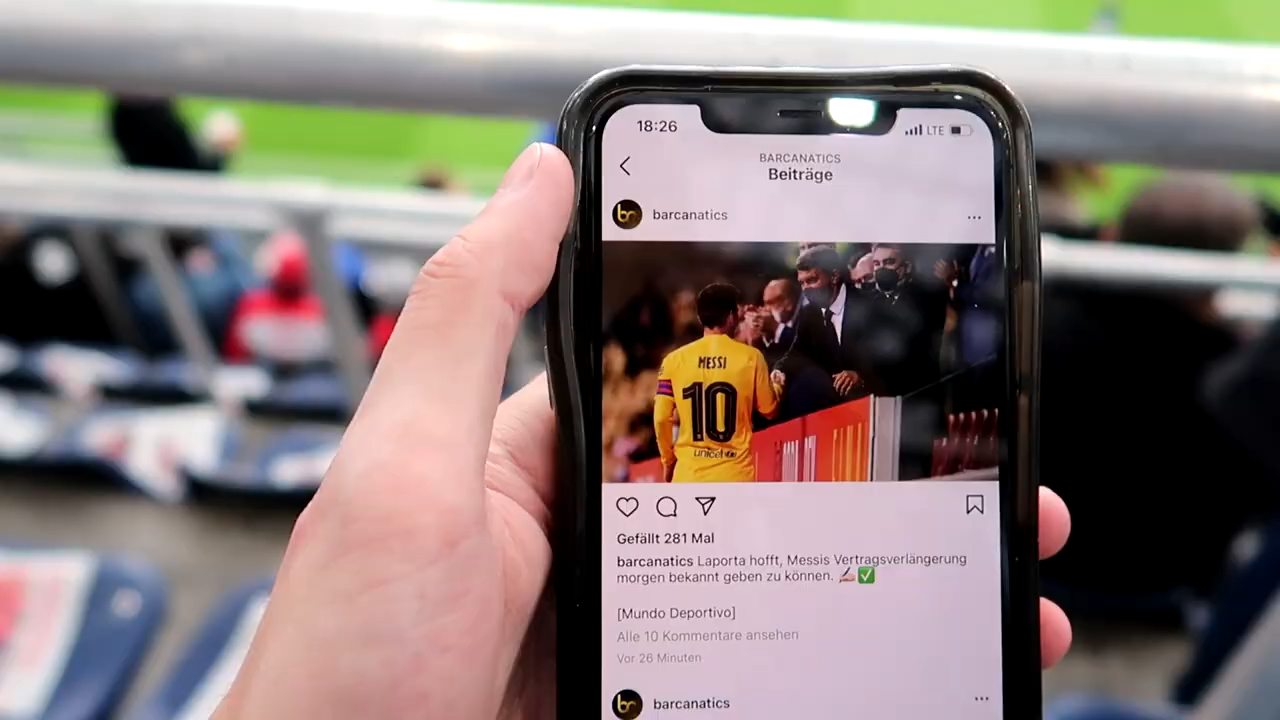 18:26
LTE
BARCANATICS
Beiträge
barcanatics
MESSI
10
unicef
Gefällt 281 Mal
barcanatics Laporta hofft, Messis Vertragsverlängerung
morgen bekannt geben zu können. ✍🏻✅
[Mundo Deportivo]
Alle 10 Kommentare ansehen
Vor 26 Minuten
barcanatics